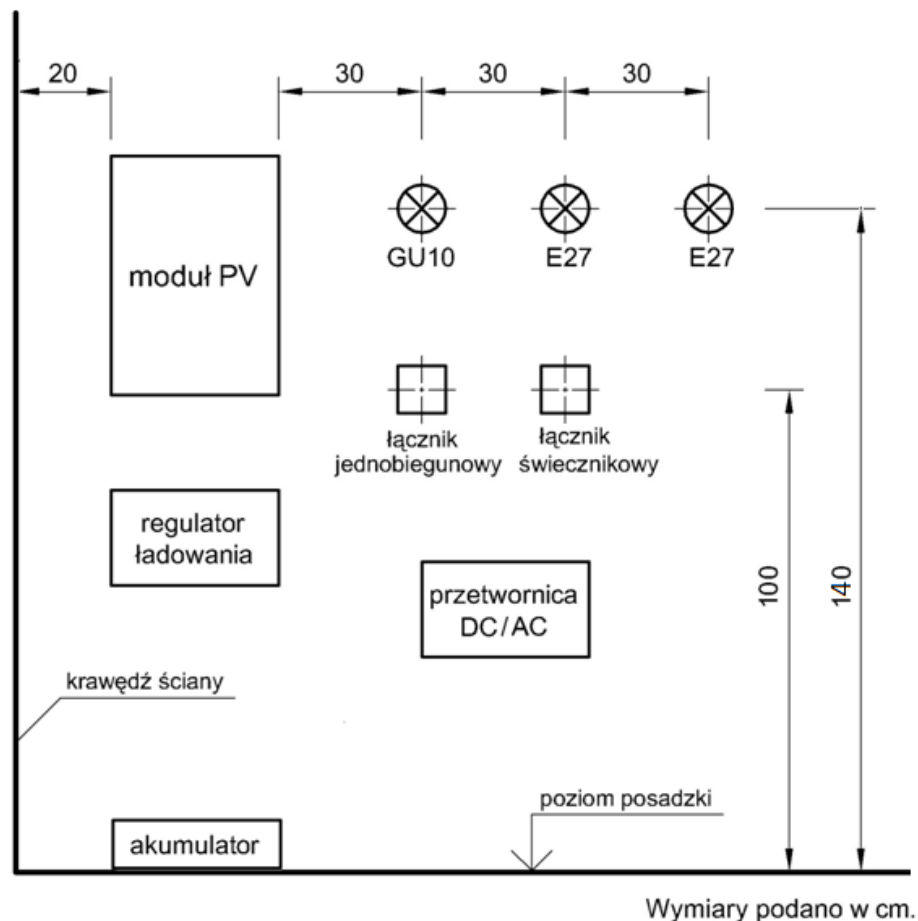 20
30
30
30
moduł PV
GU10
E27
E27
łącznik
jednobiegunowy
łącznik
świecznikowy
regulator
ładowania
przetwornica
DC/AC
100
140
krawędź ściany
poziom posadzki
akumulator
Wymiary podano w cm.